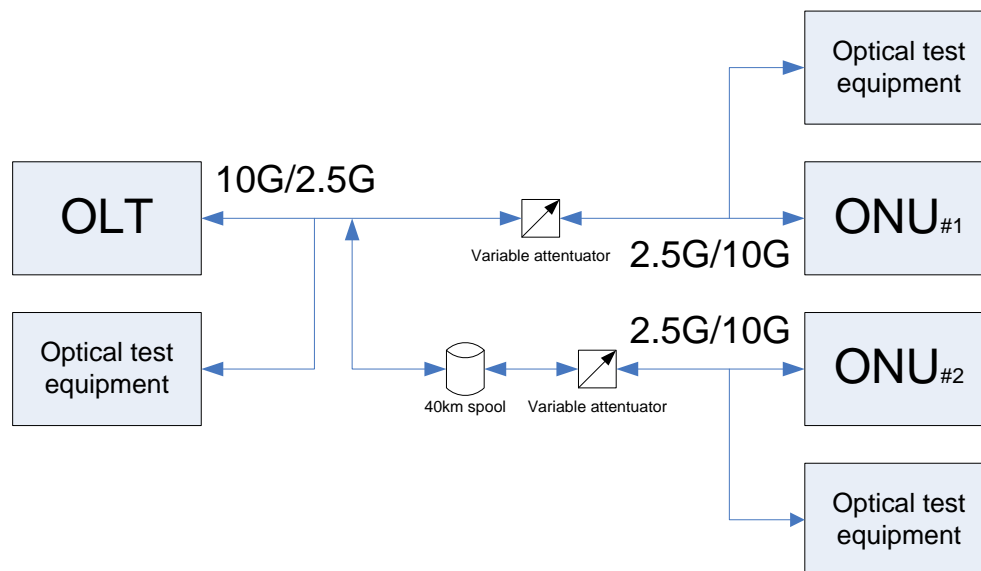 Optical test
equipment
OLT
10G/2.5G
Variable attentuator
2.5G/10G
ONU#1
Optical test
equipment
40km spool
Variable attentuator
2.5G/10G
ONU#2
Optical test
equipment